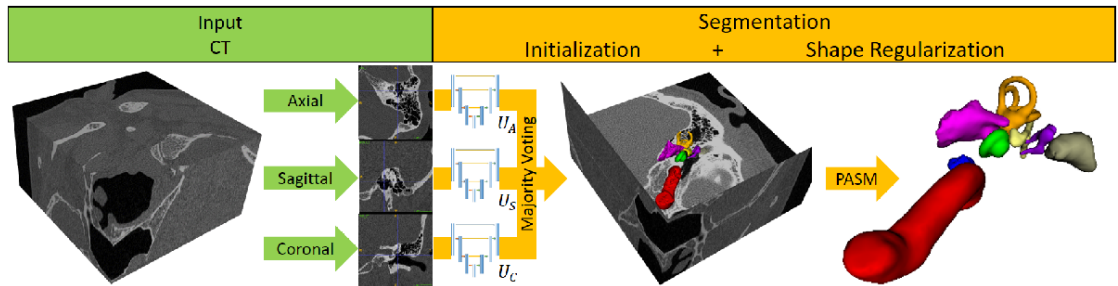 Input
CT
Segmentation
Initialization + Shape Regularization
Axial
U_A
Sagittal
U_S
Coronal
U_C
Majority Voting
PASM